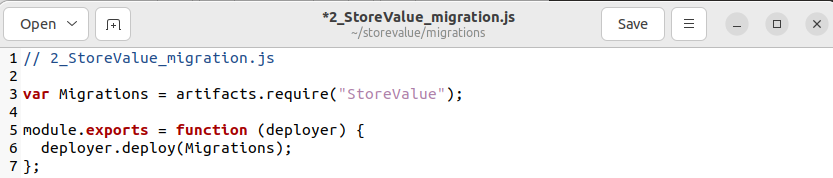 Open
*2_StoreValue_migration.js
~/storevalue/migrations
Save
1 // 2_StoreValue_migration.js
2
3 var Migrations = artifacts.require("StoreValue");
4
5 module.exports = function (deployer) {
6   deployer.deploy(Migrations);
7 };